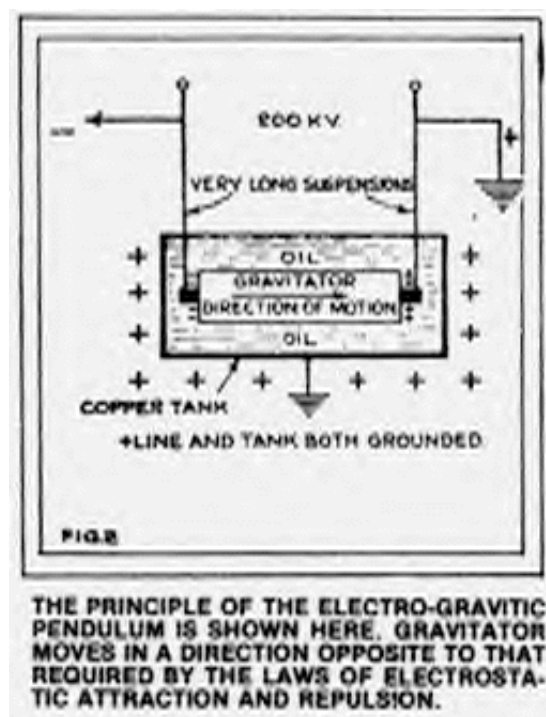 200 KV.
− +
VERY LONG SUSPENSIONS
+ OIL +
+ GRAVITATOR +
DIRECTION OF MOTION
+ OIL +
+ + + + + +
COPPER TANK
+LINE AND TANK BOTH GROUNDED
FIG.2
THE PRINCIPLE OF THE ELECTRO-GRAVITIC
PENDULUM IS SHOWN HERE. GRAVITATOR
MOVES IN A DIRECTION OPPOSITE TO THAT
REQUIRED BY THE LAWS OF ELECTROSTA-
TIC ATTRACTION AND REPULSION.